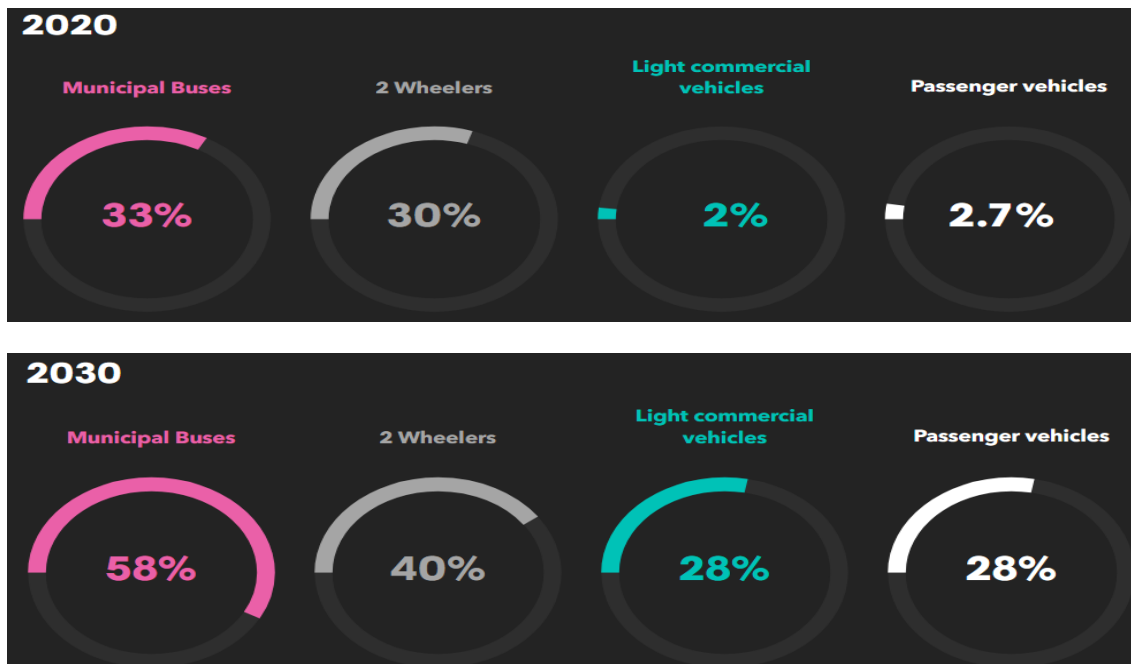 2020
Municipal Buses
2 Wheelers
Light commercial
vehicles
Passenger vehicles
33%
30%
2%
2.7%
2030
Municipal Buses
2 Wheelers
Light commercial
vehicles
Passenger vehicles
58%
40%
28%
28%